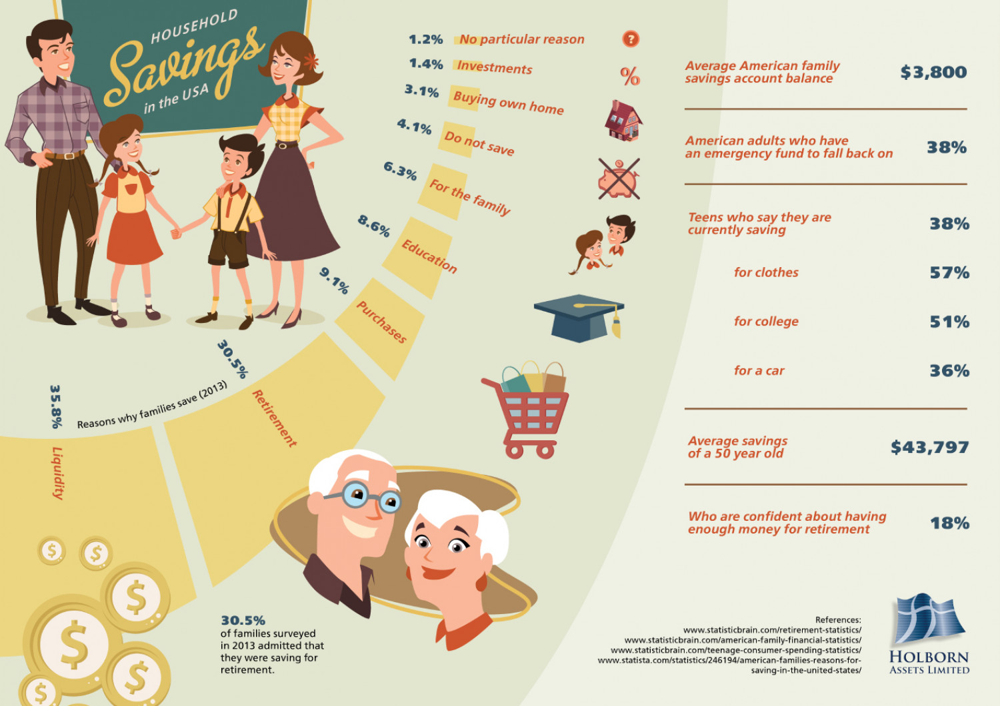 HOUSEHOLD
Savings
in the USA
1.2% No particular reason
?
1.4% Investments
%
3.1% Buying own home
4.1% Do not save
6.3% For the family
8.6% Education
9.1% Purchases
30.5% Retirement
35.8% Liquidity
Reasons why families save (2013)
$
$
$
$
$
$
30.5%
of families surveyed
in 2013 admitted that
they were saving for
retirement.
Average American family
savings account balance
$3,800
American adults who have
an emergency fund to fall back on
38%
Teens who say they are
currently saving
38%
for clothes
57%
for college
51%
for a car
36%
Average savings
of a 50 year old
$43,797
Who are confident about having
enough money for retirement
18%
References:
www.statisticbrain.com/retirement-statistics/
www.statisticbrain.com/american-family-financial-statistics/
www.statisticbrain.com/teenage-consumer-spending-statistics/
www.statista.com/statistics/246194/american-families-reasons-for-
saving-in-the-united-states/
HOLBORN
ASSETS LIMITED